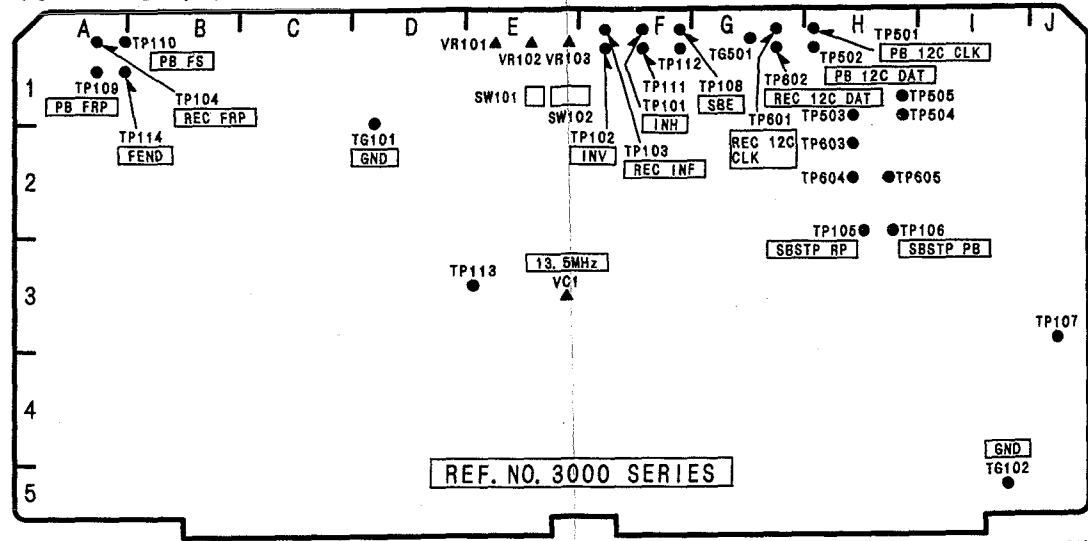 A B C D E F G H I J
1
2
3
4
5
TP110
PB FS
TP109
PB FRP
TP104
REC FRP
TP114
FEND
TG101
GND
VR101
VR102
VR103
SW101
SW102
TP102
INV
TP111
TP101
INH
TP103
REC INF
TP112
TP108
SBE
TG501
TP601
REC 12C
CLK
TP602
REC 12C DAT
TP501
PB 12C CLK
TP502
PB 12C DAT
TP505
TP503
TP504
TP603
TP604
TP605
TP105
SBSTP RP
TP106
SBSTP PB
TP113
13.5MHz
VC1
TP107
GND
TG102
REF. NO. 3000 SERIES